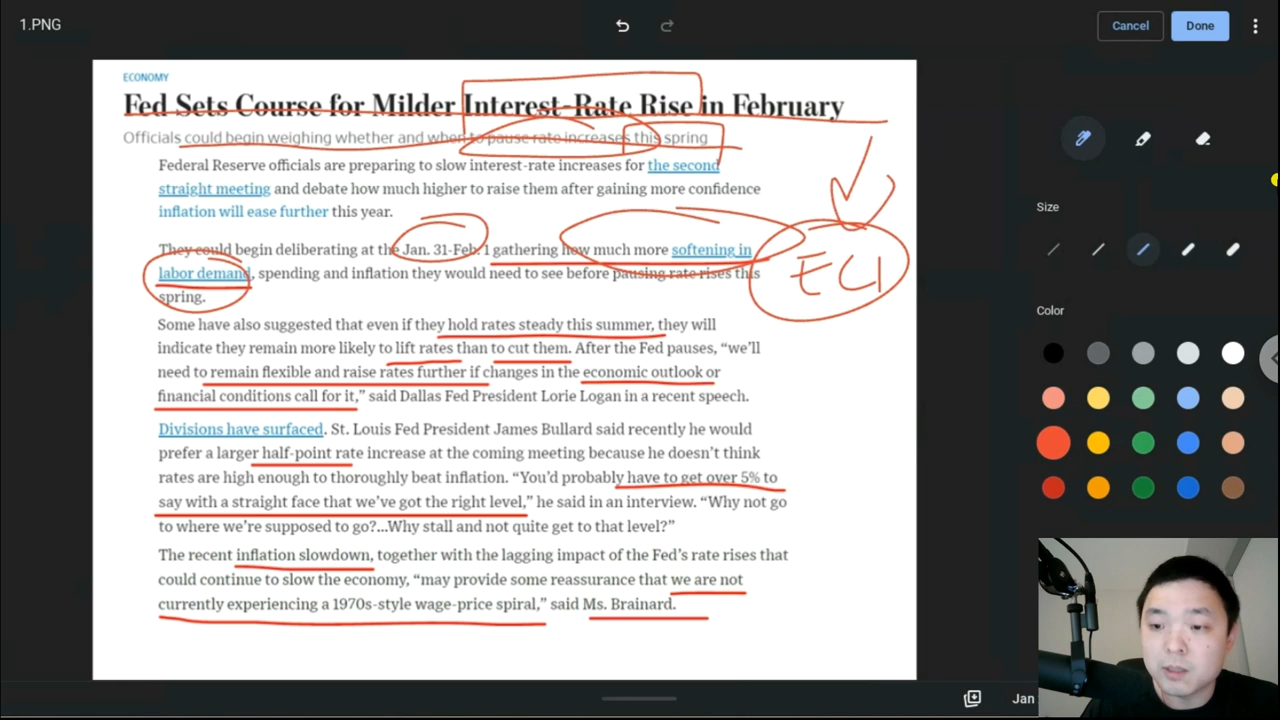 1.PNG
Cancel
Done
ECONOMY
Fed Sets Course for Milder Interest-Rate Rise in February
Officials could begin weighing whether and when to pause rate increases this spring
Federal Reserve officials are preparing to slow interest-rate increases for the second
straight meeting and debate how much higher to raise them after gaining more confidence
inflation will ease further this year.
They could begin deliberating at the Jan. 31-Feb. 1 gathering how much more softening in
labor demand, spending and inflation they would need to see before pausing rate rises this
spring.
ECI
Some have also suggested that even if they hold rates steady this summer, they will
indicate they remain more likely to lift rates than to cut them. After the Fed pauses, “we’ll
need to remain flexible and raise rates further if changes in the economic outlook or
financial conditions call for it,” said Dallas Fed President Lorie Logan in a recent speech.
Divisions have surfaced. St. Louis Fed President James Bullard said recently he would
prefer a larger half-point rate increase at the coming meeting because he doesn’t think
rates are high enough to thoroughly beat inflation. “You’d probably have to get over 5% to
say with a straight face that we’ve got the right level,” he said in an interview. “Why not go
to where we’re supposed to go?...Why stall and not quite get to that level?”
The recent inflation slowdown, together with the lagging impact of the Fed’s rate rises that
could continue to slow the economy, “may provide some reassurance that we are not
currently experiencing a 1970s-style wage-price spiral,” said Ms. Brainard.
Size
Color
Jan